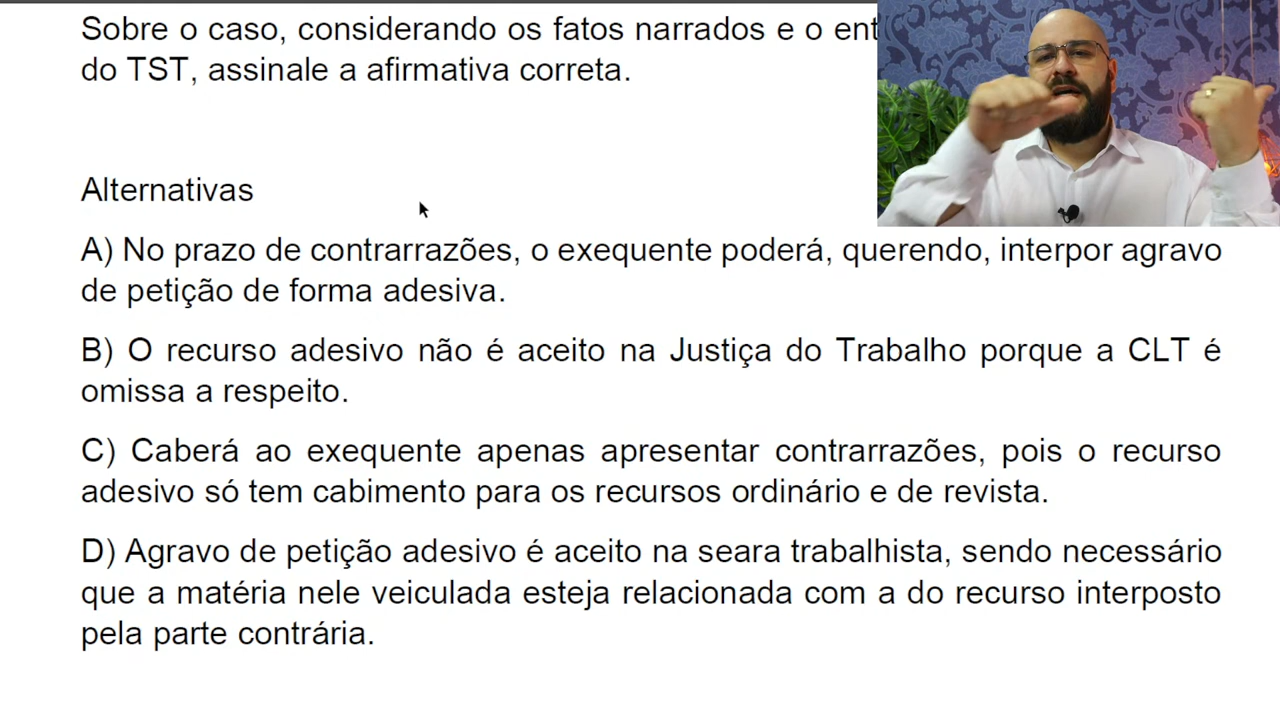 Sobre o caso, considerando os fatos narrados e o
do TST, assinale a afirmativa correta.
Alternativas
A) No prazo de contrarrazões, o exequente poderá, querendo, interpor agravo
de petição de forma adesiva.
B) O recurso adesivo não é aceito na Justiça do Trabalho porque a CLT é
omissa a respeito.
C) Caberá ao exequente apenas apresentar contrarrazões, pois o recurso
adesivo só tem cabimento para os recursos ordinário e de revista.
D) Agravo de petição adesivo é aceito na seara trabalhista, sendo necessário
que a matéria nele veiculada esteja relacionada com a do recurso interposto
pela parte contrária.